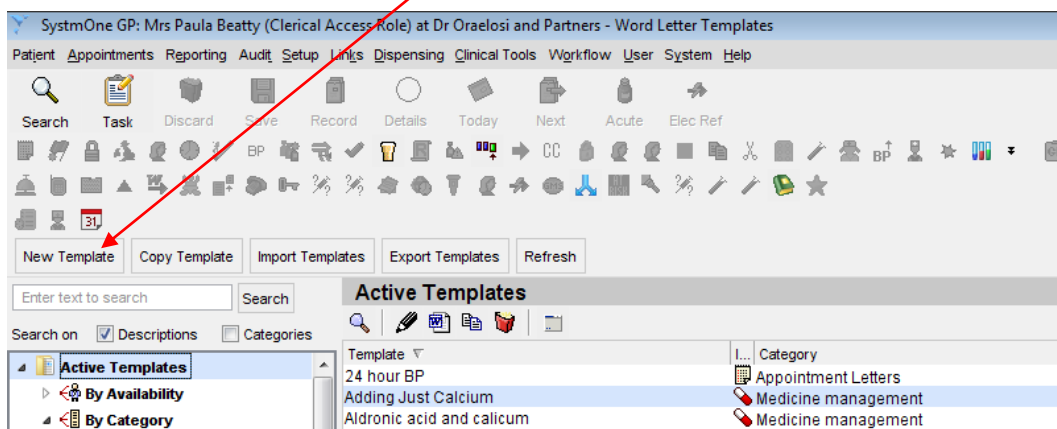 SystmOne GP: Mrs Paula Beatty (Clerical Access Role) at Dr Oraelosi and Partners - Word Letter Templates
Patient Appointments Reporting Audit Setup Links Dispensing Clinical Tools Workflow User System Help
Search Task Discard Save Record Details Today Next Acute Elec Ref
BP CC BP
31
New Template Copy Template Import Templates Export Templates Refresh
Enter text to search Search Active Templates
Search on Descriptions Categories
Template I... Category
Active Templates 24 hour BP Appointment Letters
By Availability Adding Just Calcium Medicine management
By Category Aldronic acid and calicum Medicine management